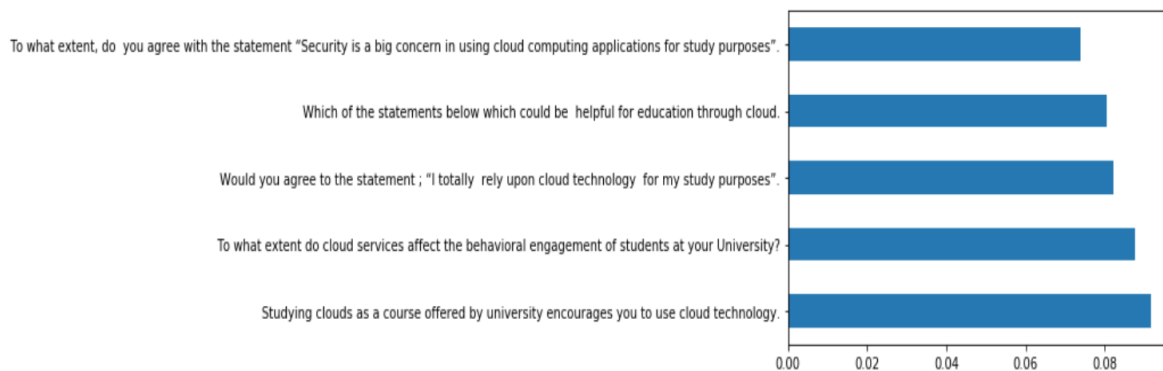 To what extent, do  you agree with the statement “Security is a big concern in using cloud computing applications for study purposes”.
Which of the statements below which could be  helpful for education through cloud.
Would you agree to the statement ; “I totally  rely upon cloud technology  for my study purposes”.
To what extent do cloud services affect the behavioral engagement of students at your University?
Studying clouds as a course offered by university encourages you to use cloud technology.
0.00 0.02 0.04 0.06 0.08